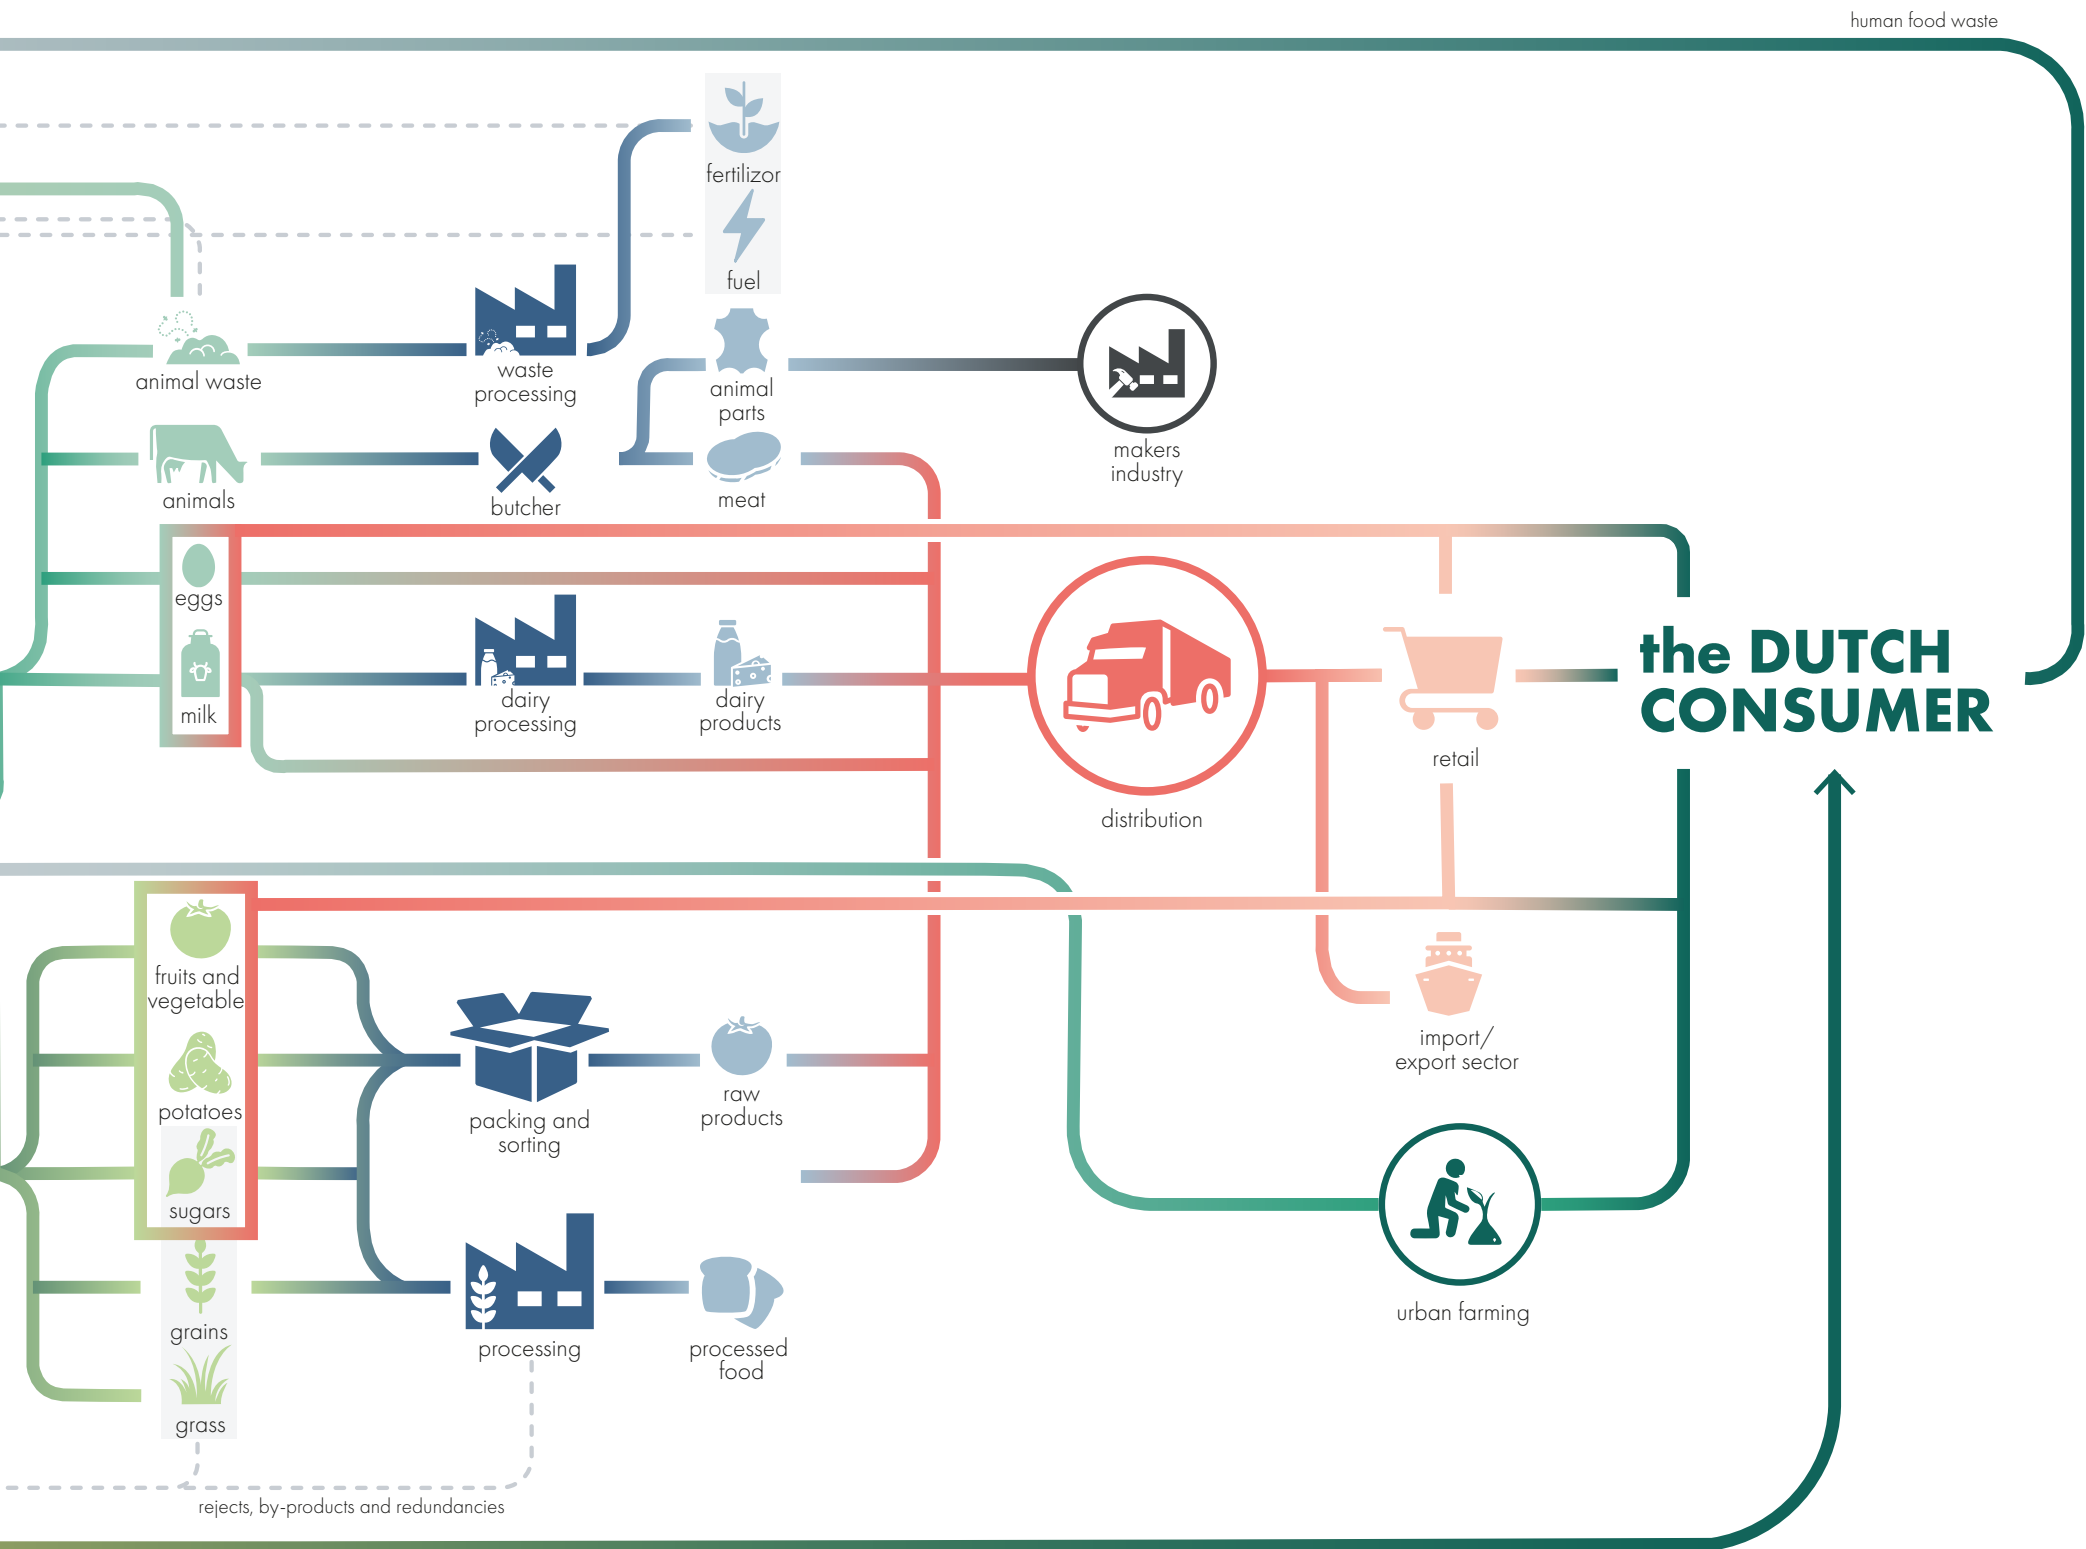 human food waste
fertilizor
fuel
animal waste
waste
processing
animal
parts
makers
industry
animals
butcher
meat
eggs
milk
dairy
processing
dairy
products
the DUTCH
CONSUMER
retail
distribution
fruits and
vegetable
potatoes
sugars
grains
grass
packing and
sorting
raw
products
import/
export sector
processing
processed
food
urban farming
rejects, by-products and redundancies